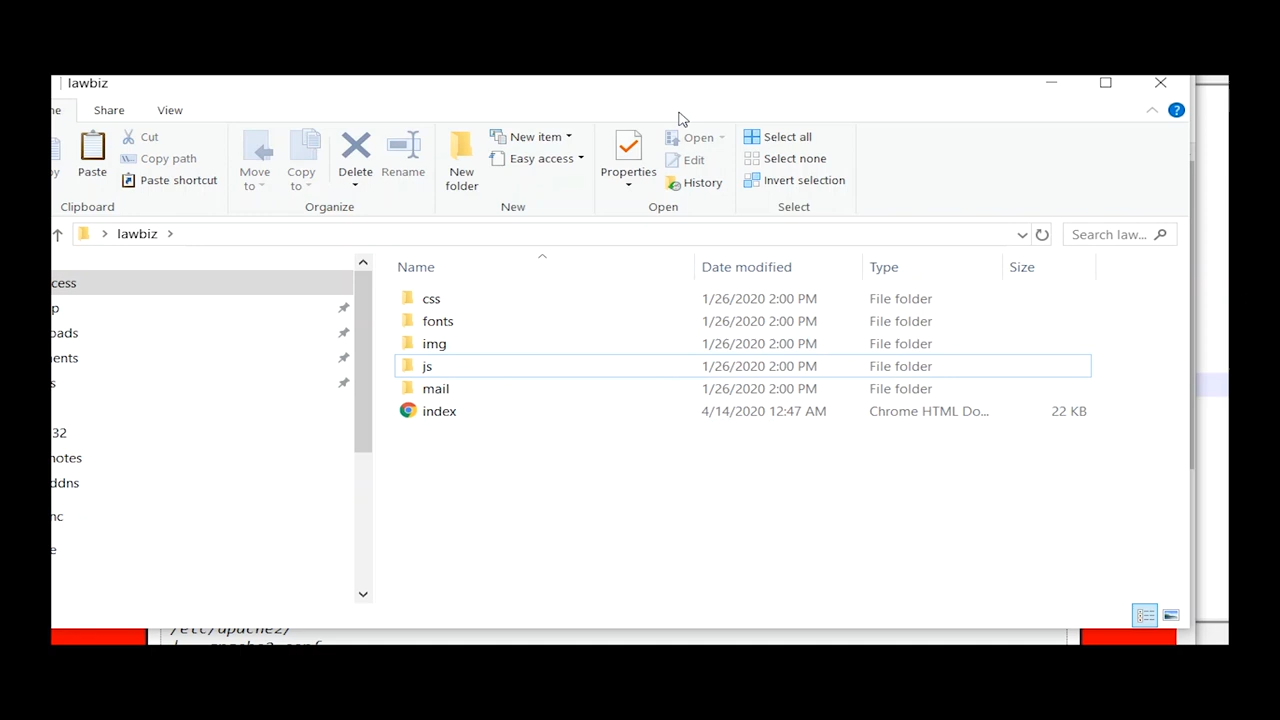 lawbiz
me Share View
Cut
Copy path
Paste shortcut
Paste
Move to
Copy to
Delete
Rename
New folder
New item
Easy access
Properties
Open
Edit
History
Select all
Select none
Invert selection
Clipboard Organize New Open Select
lawbiz
Search law...
Name Date modified Type Size
cess
p
oads
ents
s
32
notes
ddns
nc
e
css 1/26/2020 2:00 PM File folder
fonts 1/26/2020 2:00 PM File folder
img 1/26/2020 2:00 PM File folder
js 1/26/2020 2:00 PM File folder
mail 1/26/2020 2:00 PM File folder
index 4/14/2020 12:47 AM Chrome HTML Do... 22 KB
/etc/apache2/